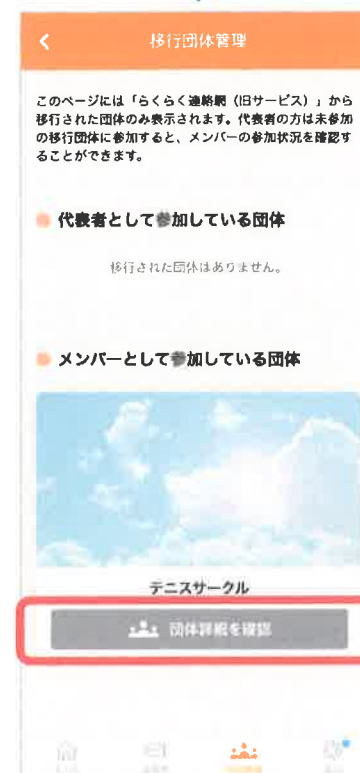 移行団体管理
このページには「らくらく連絡網（旧サービス）」から
移行された団体のみ表示されます。代表者の方は未参加
の移行団体に参加すると、メンバーの参加状況を確認す
ることができます。
代表者として参加している団体
移行された団体はありません。
メンバーとして参加している団体
テニスサークル
団体詳細を確認